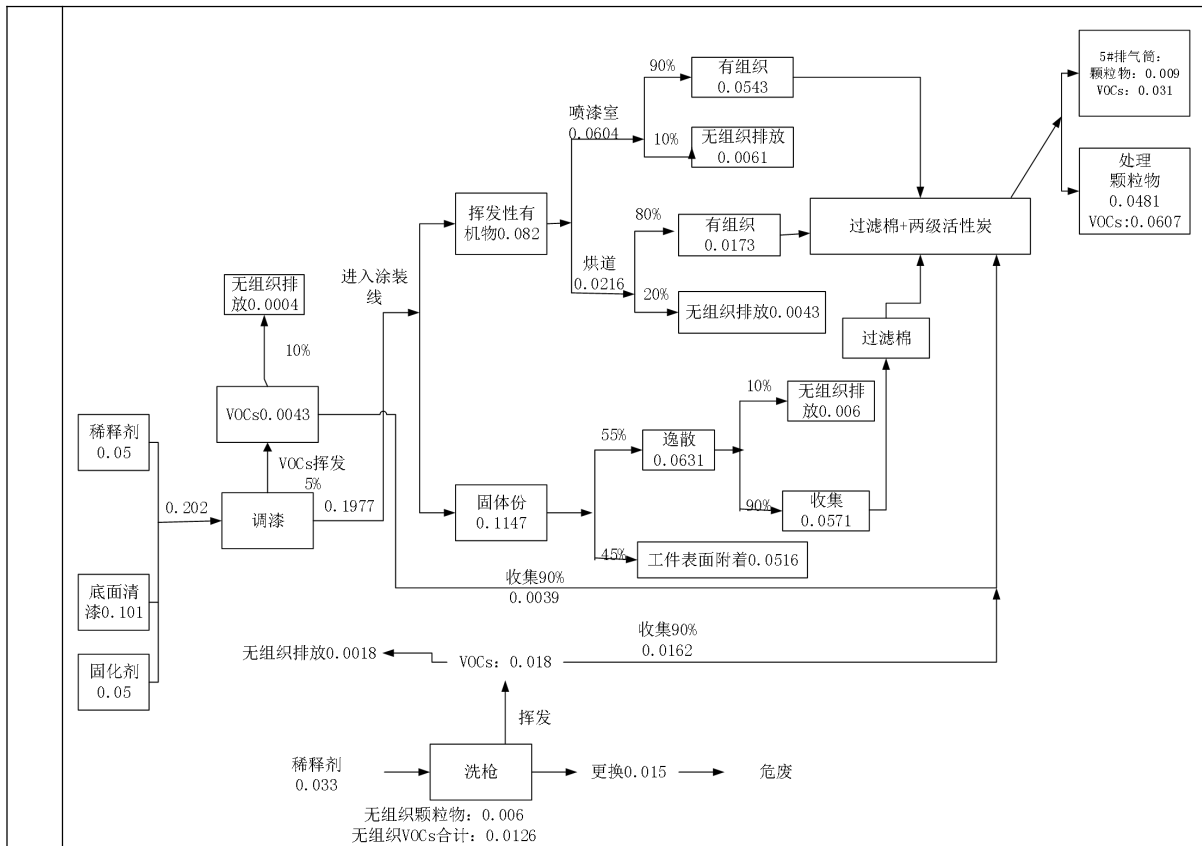 5#排气筒:
颗粒物: 0.009
VOCs: 0.031
90%
有组织
0.0543
喷漆室
0.0604
10%
无组织排放
0.0061
处理
颗粒物
0.0481
VOCs:0.0607
挥发性有
机物0.082
80%
有组织
0.0173
过滤棉+两级活性炭
烘道
0.0216
20%
无组织排放0.0043
进入涂装
线
无组织排
放0.0004
10%
过滤棉
VOCs0.0043
10%
无组织排
放0.006
稀释剂
0.05
VOCs挥发
5%
55%
逸散
0.0631
0.202
调漆
0.1977
固体份
0.1147
90%
收集
0.0571
45%
工件表面附着0.0516
收集90%
0.0039
底面清
漆0.101
收集90%
0.0162
固化剂
0.05
无组织排放0.0018
VOCs: 0.018
挥发
稀释剂
0.033
洗枪
更换0.015
危废
无组织颗粒物: 0.006
无组织VOCs合计: 0.0126